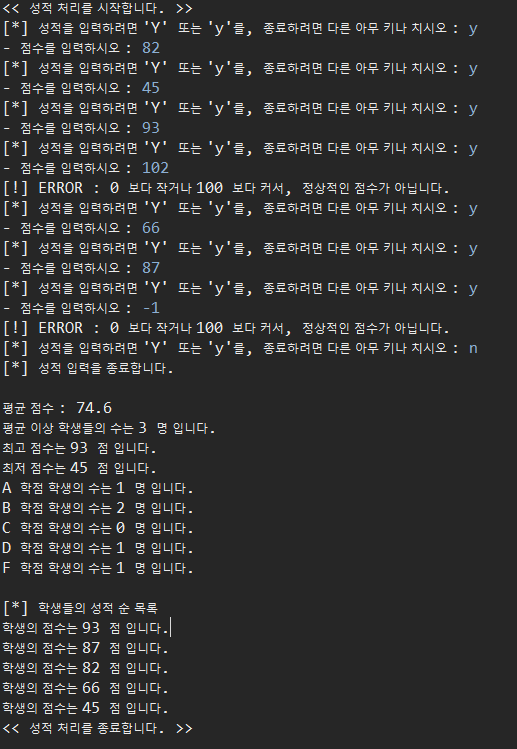 << 성적 처리를 시작합니다. >>
[*] 성적을 입력하려면 'Y' 또는 'y'를, 종료하려면 다른 아무 키나 치시오 : y
- 점수를 입력하시오 : 82
[*] 성적을 입력하려면 'Y' 또는 'y'를, 종료하려면 다른 아무 키나 치시오 : y
- 점수를 입력하시오 : 45
[*] 성적을 입력하려면 'Y' 또는 'y'를, 종료하려면 다른 아무 키나 치시오 : y
- 점수를 입력하시오 : 93
[*] 성적을 입력하려면 'Y' 또는 'y'를, 종료하려면 다른 아무 키나 치시오 : y
- 점수를 입력하시오 : 102
[!] ERROR : 0 보다 작거나 100 보다 커서, 정상적인 점수가 아닙니다.
[*] 성적을 입력하려면 'Y' 또는 'y'를, 종료하려면 다른 아무 키나 치시오 : y
- 점수를 입력하시오 : 66
[*] 성적을 입력하려면 'Y' 또는 'y'를, 종료하려면 다른 아무 키나 치시오 : y
- 점수를 입력하시오 : 87
[*] 성적을 입력하려면 'Y' 또는 'y'를, 종료하려면 다른 아무 키나 치시오 : y
- 점수를 입력하시오 : -1
[!] ERROR : 0 보다 작거나 100 보다 커서, 정상적인 점수가 아닙니다.
[*] 성적을 입력하려면 'Y' 또는 'y'를, 종료하려면 다른 아무 키나 치시오 : n
[*] 성적 입력을 종료합니다.
평균 점수 : 74.6
평균 이상 학생들의 수는 3 명 입니다.
최고 점수는 93 점 입니다.
최저 점수는 45 점 입니다.
A 학점 학생의 수는 1 명 입니다.
B 학점 학생의 수는 2 명 입니다.
C 학점 학생의 수는 0 명 입니다.
D 학점 학생의 수는 1 명 입니다.
F 학점 학생의 수는 1 명 입니다.
[*] 학생들의 성적 순 목록
학생의 점수는 93 점 입니다.
학생의 점수는 87 점 입니다.
학생의 점수는 82 점 입니다.
학생의 점수는 66 점 입니다.
학생의 점수는 45 점 입니다.
<< 성적 처리를 종료합니다. >>